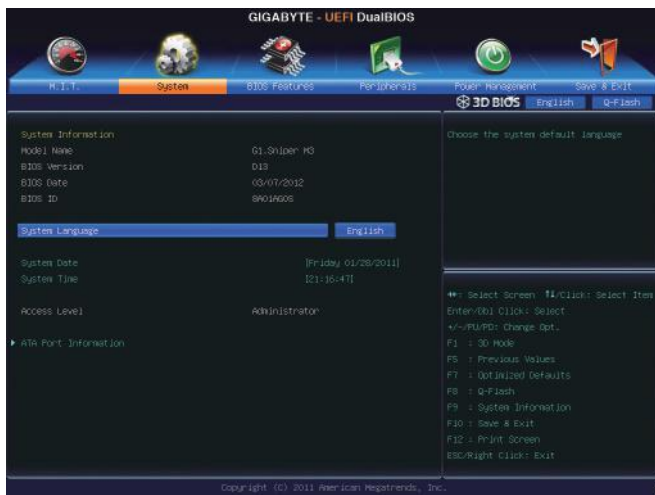 GIGABYTE - UEFI DualBIOS
M.I.T. System BIOS Features Peripherals Power Management Save & Exit
3D BIOS English Q-Flash
System Information
Model Name G1.Sniper M3
BIOS Version D13
BIOS Date 03/07/2012
BIOS ID 8A01AG0S
System Language English
System Date [Friday 01/28/2011]
System Time [21:16:47]
Access Level Administrator
ATA Port Information
Choose the system default language
↔: Select Screen ↑↓/Click: Select Item
Enter/Dbl Click: Select
+/-/PU/PD: Change Opt.
F1 : 3D Mode
F5 : Previous Values
F7 : Optimized Defaults
F8 : Q-Flash
F9 : System Information
F10 : Save & Exit
F12 : Print Screen
ESC/Right Click: Exit
Copyright (C) 2011 American Megatrends, Inc.